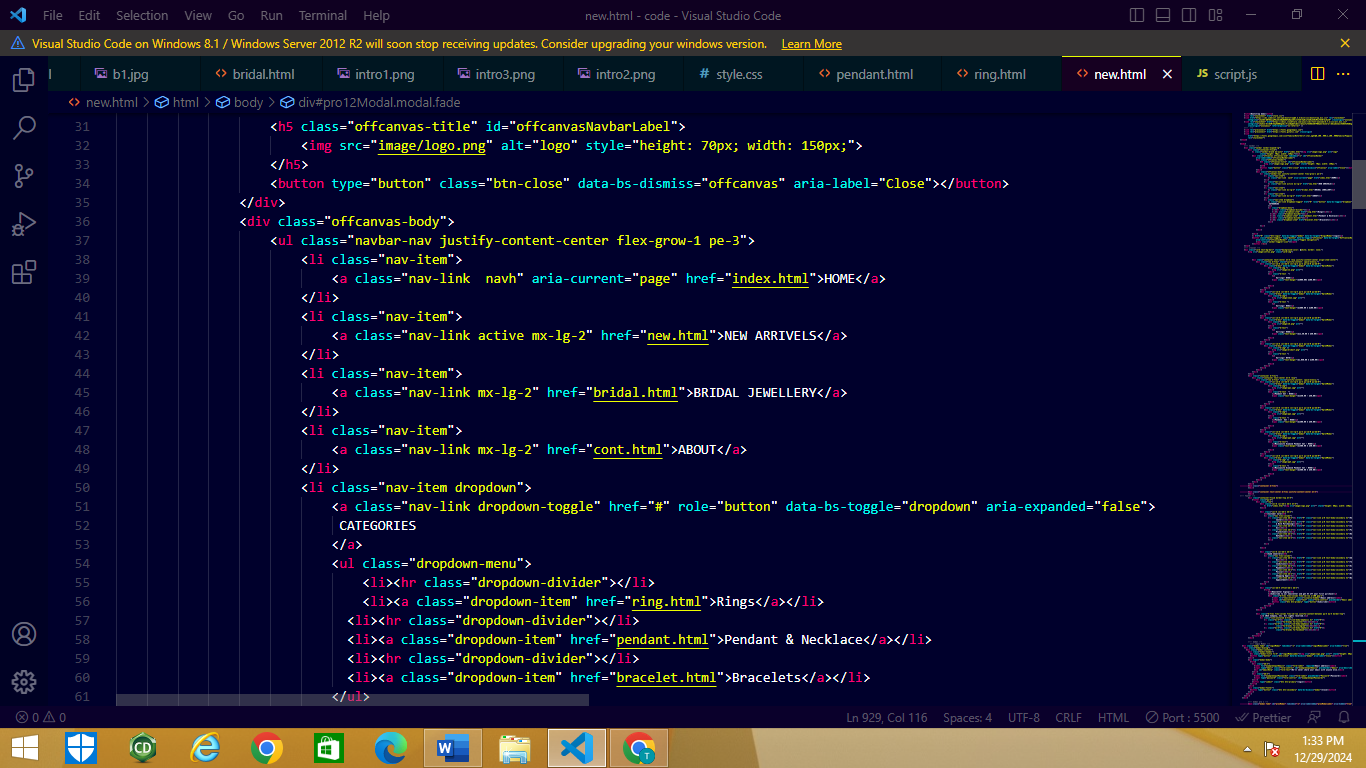 File Edit Selection View Go Run Terminal Help new.html - code - Visual Studio Code
Visual Studio Code on Windows 8.1 / Windows Server 2012 R2 will soon stop receiving updates. Consider upgrading your windows version. Learn More
b1.jpg bridal.html intro1.png intro3.png intro2.png # style.css pendant.html ring.html new.html JS script.js
new.html > html > body > div#pro12Modal.modal.fade
31 <h5 class="offcanvas-title" id="offcanvasNavbarLabel">
32 <img src="image/logo.png" alt="logo" style="height: 70px; width: 150px;">
33 </h5>
34 <button type="button" class="btn-close" data-bs-dismiss="offcanvas" aria-label="Close"></button>
35 </div>
36 <div class="offcanvas-body">
37 <ul class="navbar-nav justify-content-center flex-grow-1 pe-3">
38 <li class="nav-item">
39 <a class="nav-link  navh" aria-current="page" href="index.html">HOME</a>
40 </li>
41 <li class="nav-item">
42 <a class="nav-link active mx-lg-2" href="new.html">NEW ARRIVELS</a>
43 </li>
44 <li class="nav-item">
45 <a class="nav-link mx-lg-2" href="bridal.html">BRIDAL JEWELLERY</a>
46 </li>
47 <li class="nav-item">
48 <a class="nav-link mx-lg-2" href="cont.html">ABOUT</a>
49 </li>
50 <li class="nav-item dropdown">
51 <a class="nav-link dropdown-toggle" href="#" role="button" data-bs-toggle="dropdown" aria-expanded="false">
52 CATEGORIES
53 </a>
54 <ul class="dropdown-menu">
55 <li><hr class="dropdown-divider"></li>
56 <li><a class="dropdown-item" href="ring.html">Rings</a></li>
57 <li><hr class="dropdown-divider"></li>
58 <li><a class="dropdown-item" href="pendant.html">Pendant & Necklace</a></li>
59 <li><hr class="dropdown-divider"></li>
60 <li><a class="dropdown-item" href="bracelet.html">Bracelets</a></li>
61 </ul>
0 0 Ln 929, Col 116 Spaces: 4 UTF-8 CRLF HTML Port : 5500 Prettier
CD W T 1:33 PM
12/29/2024